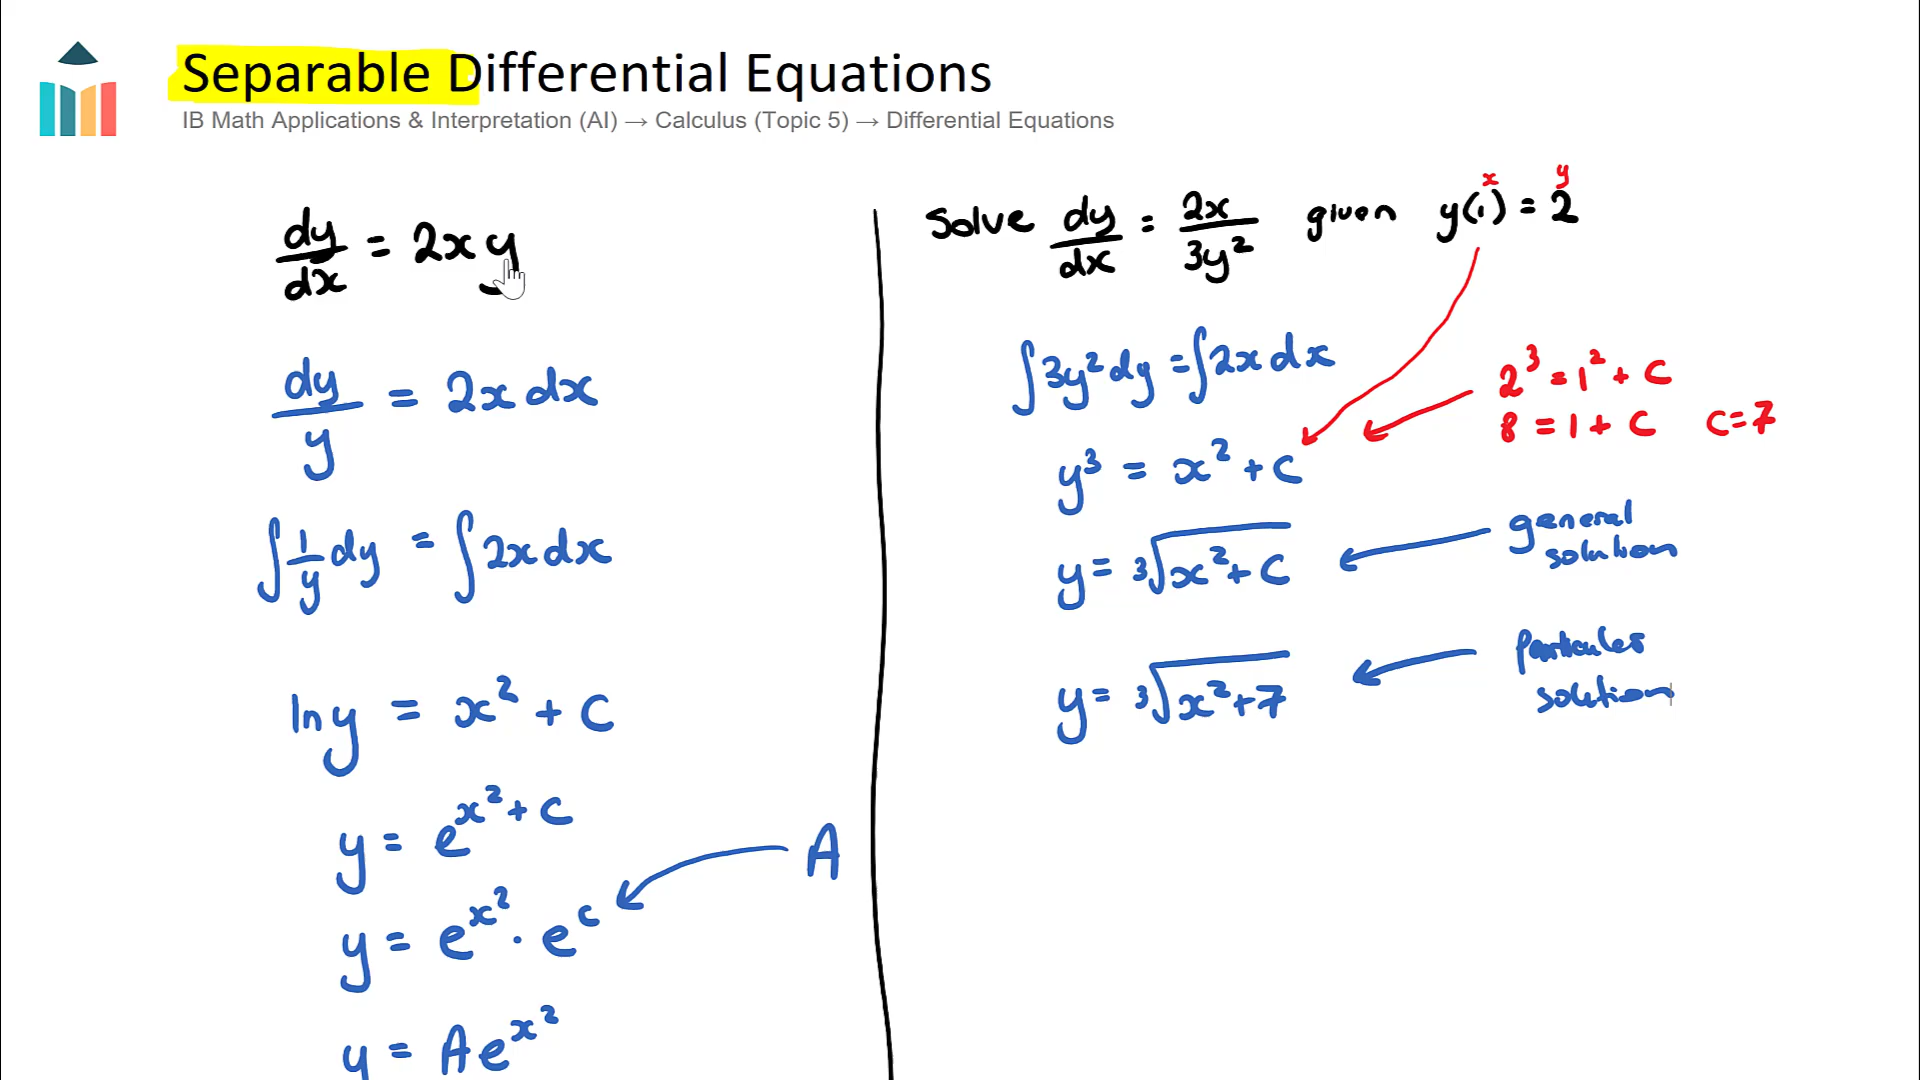 Separable Differential Equations
IB Math Applications & Interpretation (AI) → Calculus (Topic 5) → Differential Equations
dy/dx = 2xy
dy/y = 2x dx
∫ 1/y dy = ∫ 2x dx
ln y = x² + c
y = e^(x² + c)
y = e^(x²) · e^c
A
y = Ae^(x²)
Solve dy/dx = 2x/3y² given y(1) = 2
x y
∫ 3y² dy = ∫ 2x dx
2³ = 1² + c
8 = 1 + c c = 7
y³ = x² + c
y = ³√(x² + c)
general
solution
y = ³√(x² + 7)
particular
solution